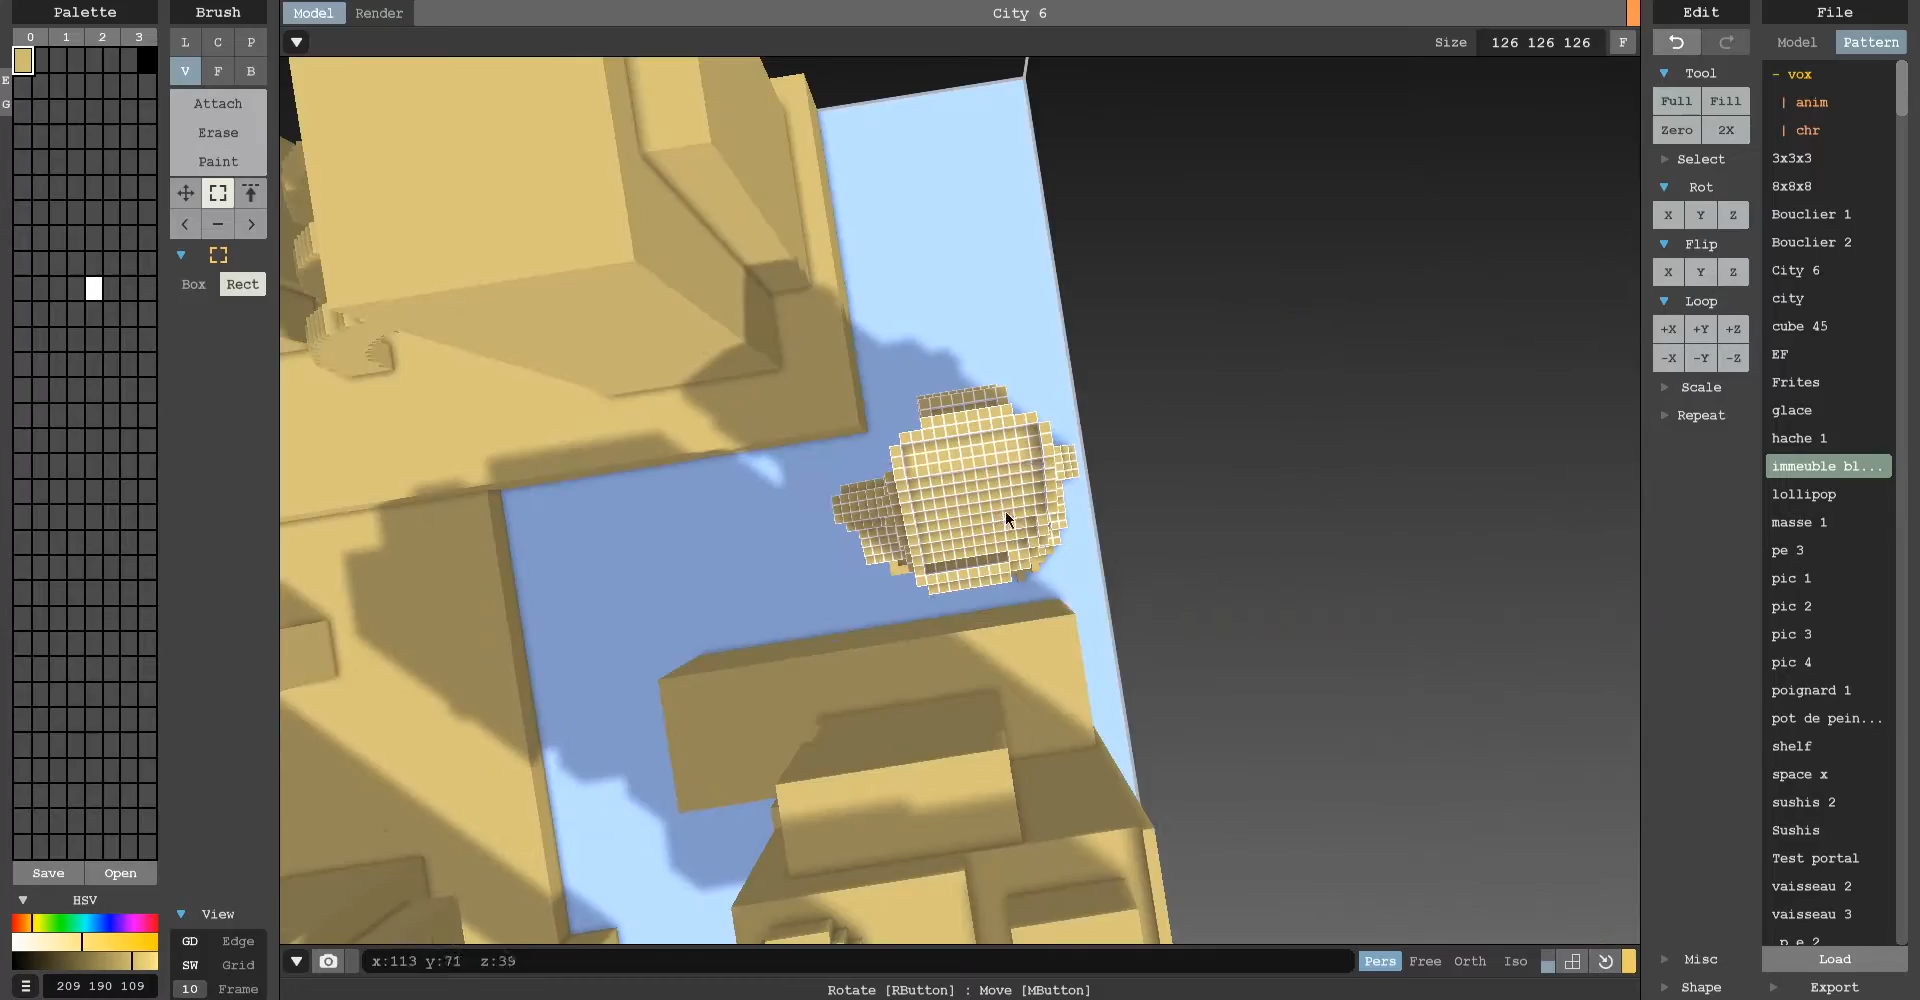 Palette
0 1 2 3
E
G
Save Open
HSV
209 190 109
Brush
L C P
V F B
Attach
Erase
Paint
< - >
Box Rect
View
GD Edge
SW Grid
10 Frame
Model Render City 6
Size 126 126 126 F
x:113 y:71 z:39
Pers Free Orth Iso
Rotate [RButton] : Move [MButton]
Edit
Tool
Full Fill
Zero 2X
Select
Rot
X Y Z
Flip
X Y Z
Loop
+X +Y +Z
-X -Y -Z
Scale
Repeat
Misc
Shape
File
Model Pattern
- vox
| anim
| chr
3x3x3
8x8x8
Bouclier 1
Bouclier 2
City 6
city
cube 45
EF
Frites
glace
hache 1
immeuble bl...
lollipop
masse 1
pe 3
pic 1
pic 2
pic 3
pic 4
poignard 1
pot de pein...
shelf
space x
sushis 2
Sushis
Test portal
vaisseau 2
vaisseau 3
Load
Export